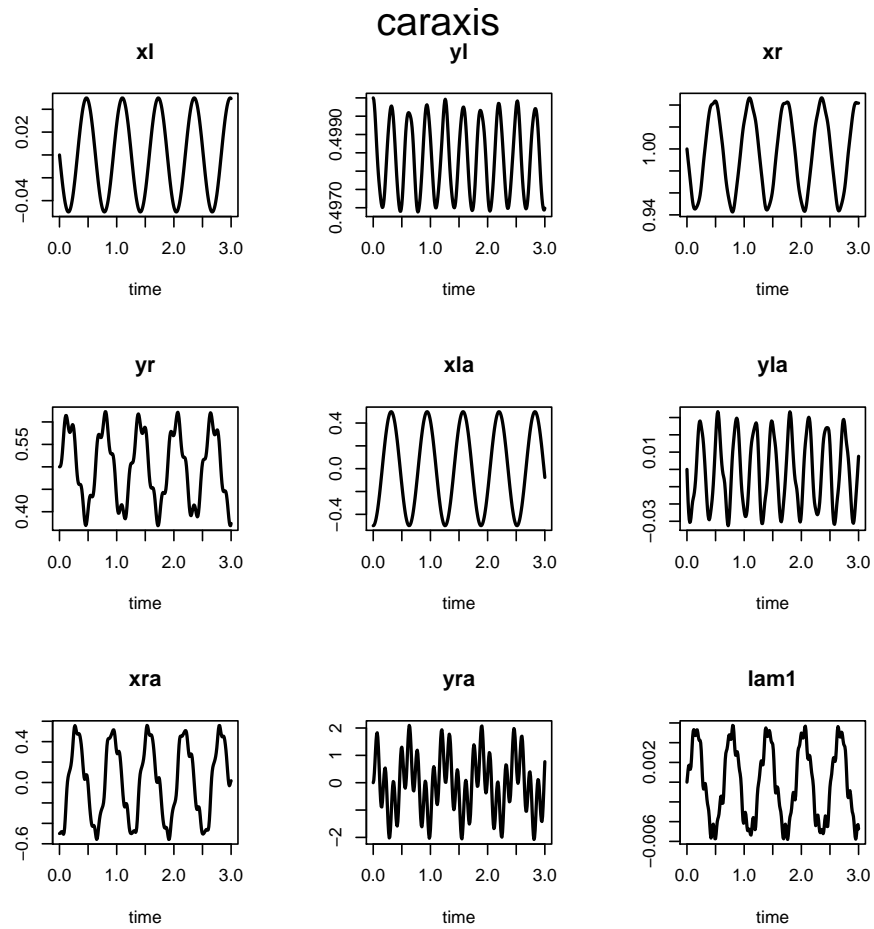 caraxis
xl
yl
xr
0.02
−0.04
0.4990
0.4970
1.00
0.94
0.0 1.0 2.0 3.0
0.0 1.0 2.0 3.0
0.0 1.0 2.0 3.0
time
time
time
yr
xla
yla
0.55
0.40
0.4
0.0
−0.4
0.01
−0.03
0.0 1.0 2.0 3.0
0.0 1.0 2.0 3.0
0.0 1.0 2.0 3.0
time
time
time
xra
yra
lam1
0.4
0.0
−0.6
2
1
0
−2
0.002
−0.006
0.0 1.0 2.0 3.0
0.0 1.0 2.0 3.0
0.0 1.0 2.0 3.0
time
time
time